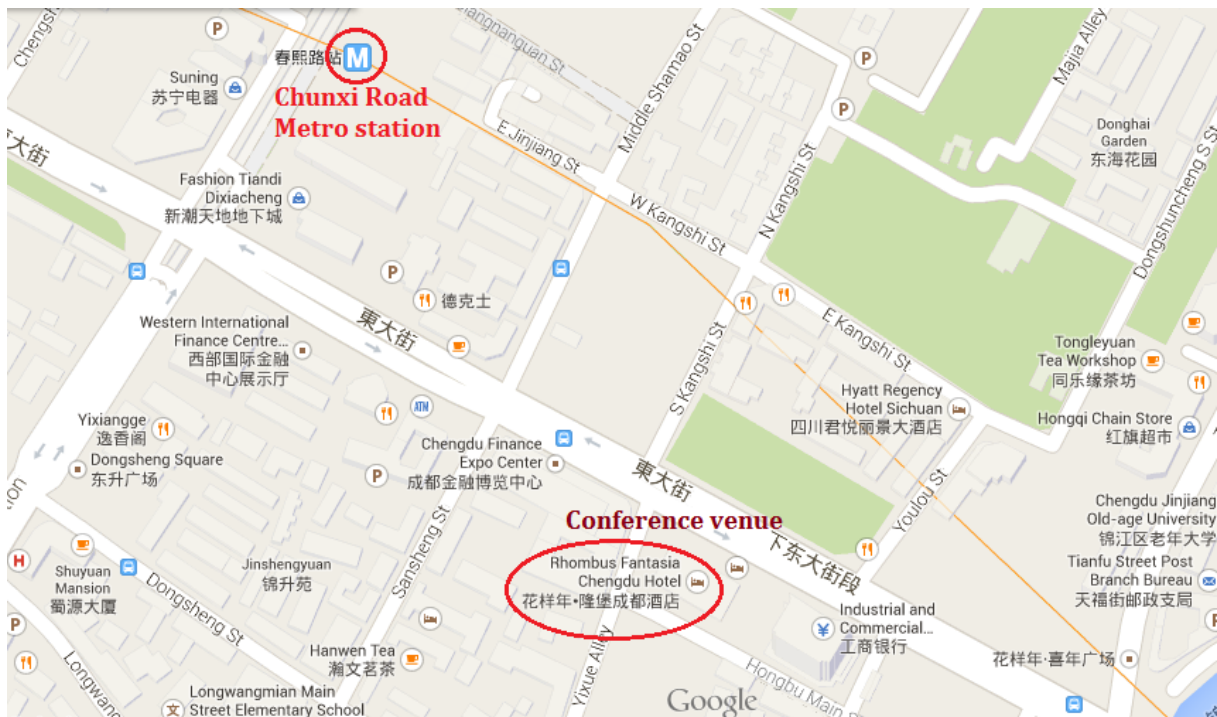 Chengsh
P
春熙路站
M
Chunxi Road
Metro station
Suning
苏宁电器
Jiangnanguan St
Middle Shamao St
P
Majia Alley
P
Donghai
Garden
东海花园
E Jinjiang St
东大街
Fashion Tiandi
Dixiacheng
新潮天地地下城
W Kangshi St
N Kangshi St
Dongshuncheng S St
P
德克士
東大街
Western International
Finance Centre...
西部国际金融
中心展示厅
E Kangshi St
Tongleyuan
Tea Workshop
同乐缘茶坊
S Kangshi St
Hyatt Regency
Hotel Sichuan
四川君悦丽景大酒店
Hongqi Chain Store
红旗超市
ATM
Yixiangge
逸香阁
Dongsheng Square
东升广场
Chengdu Finance
Expo Center
成都金融博览中心
P
東大街
Youlou St
Chengdu Jinjiang
Old-age University
锦江区老年大学
Conference venue
下东大街段
Sansheng St
H
Shuyuan
Mansion
蜀源大厦
Jinshengyuan
锦升苑
Rhombus Fantasia
Chengdu Hotel
花样年•隆堡成都酒店
Tianfu Street Post
Branch Bureau
天福街邮政支局
Dongsheng St
P
Industrial and
Commercial...
工商银行
¥
P
Hanwen Tea
瀚文茗茶
Yixue Alley
花样年·喜年广场
Longwang
Hongbu Main S
文
Longwangmian Main
Street Elementary School
Google